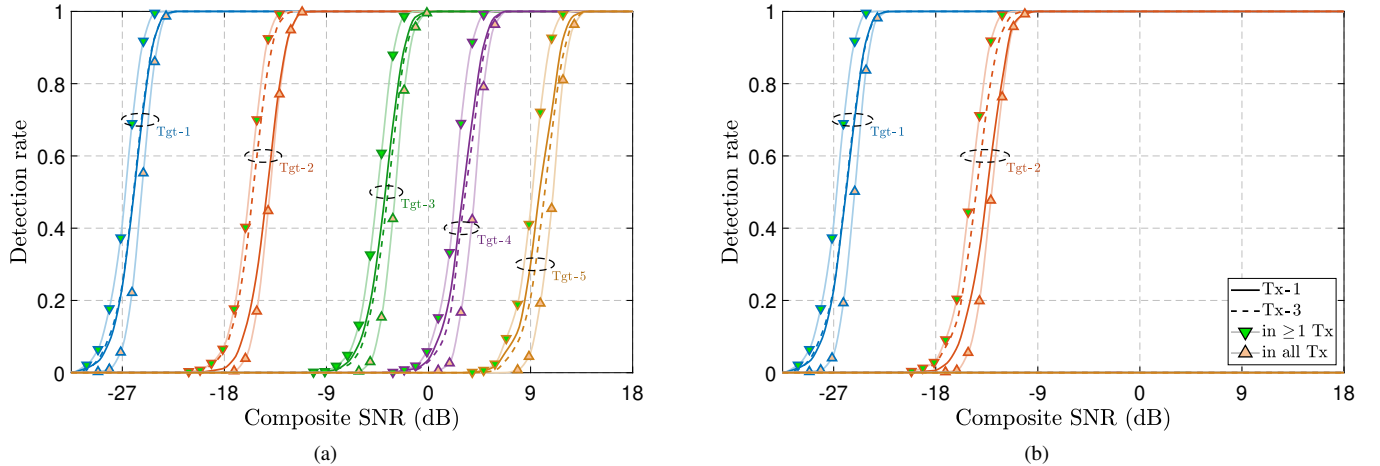 1
0.8
0.6
0.4
0.2
0
Detection rate
-27
-18
-9
0
9
18
Composite SNR (dB)
Tgt-1
Tgt-2
Tgt-3
Tgt-4
Tgt-5
(a)
1
0.8
0.6
0.4
0.2
0
Detection rate
-27
-18
-9
0
9
18
Composite SNR (dB)
Tgt-1
Tgt-2
Tx-1
Tx-3
in ≥1 Tx
in all Tx
(b)